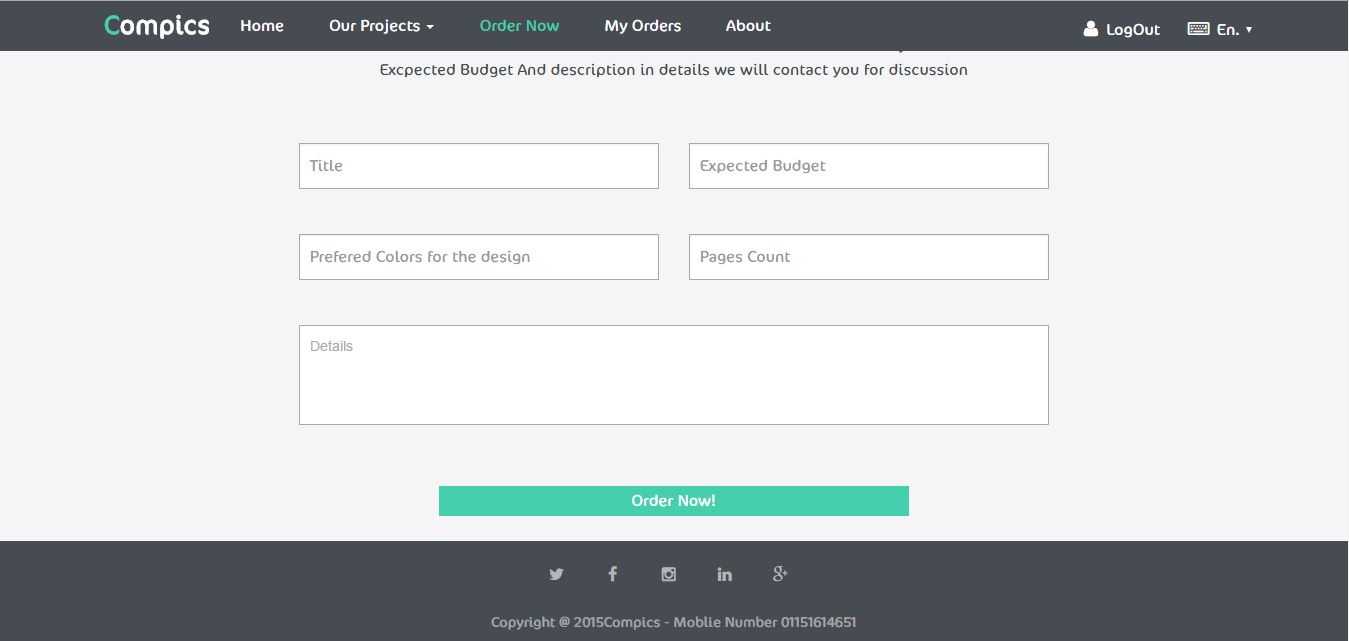 Compics Home Our Projects Order Now My Orders About LogOut En.
Excpected Budget And description in details we will contact you for discussion
Title Expected Budget
Prefered Colors for the design Pages Count
Details
Order Now!
Copyright @ 2015Compics - Moblie Number 01151614651